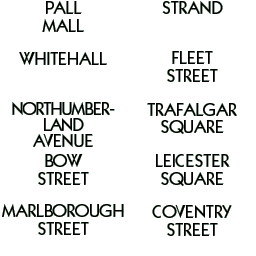 PALL
MALL
WHITEHALL
NORTHUMBER-
LAND
AVENUE
BOW
STREET
MARLBOROUGH
STREET
STRAND
FLEET
STREET
TRAFALGAR
SQUARE
LEICESTER
SQUARE
COVENTRY
STREET